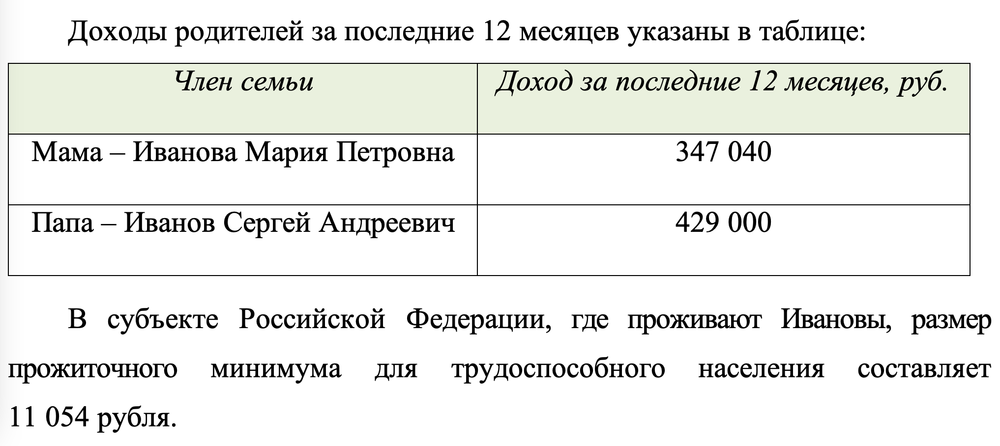 Доходы родителей за последние 12 месяцев указаны в таблице:
Член семьи
Доход за последние 12 месяцев, руб.
Мама – Иванова Мария Петровна
347 040
Папа – Иванов Сергей Андреевич
429 000
В субъекте Российской Федерации, где проживают Ивановы, размер
прожиточного минимума для трудоспособного населения составляет
11 054 рубля.